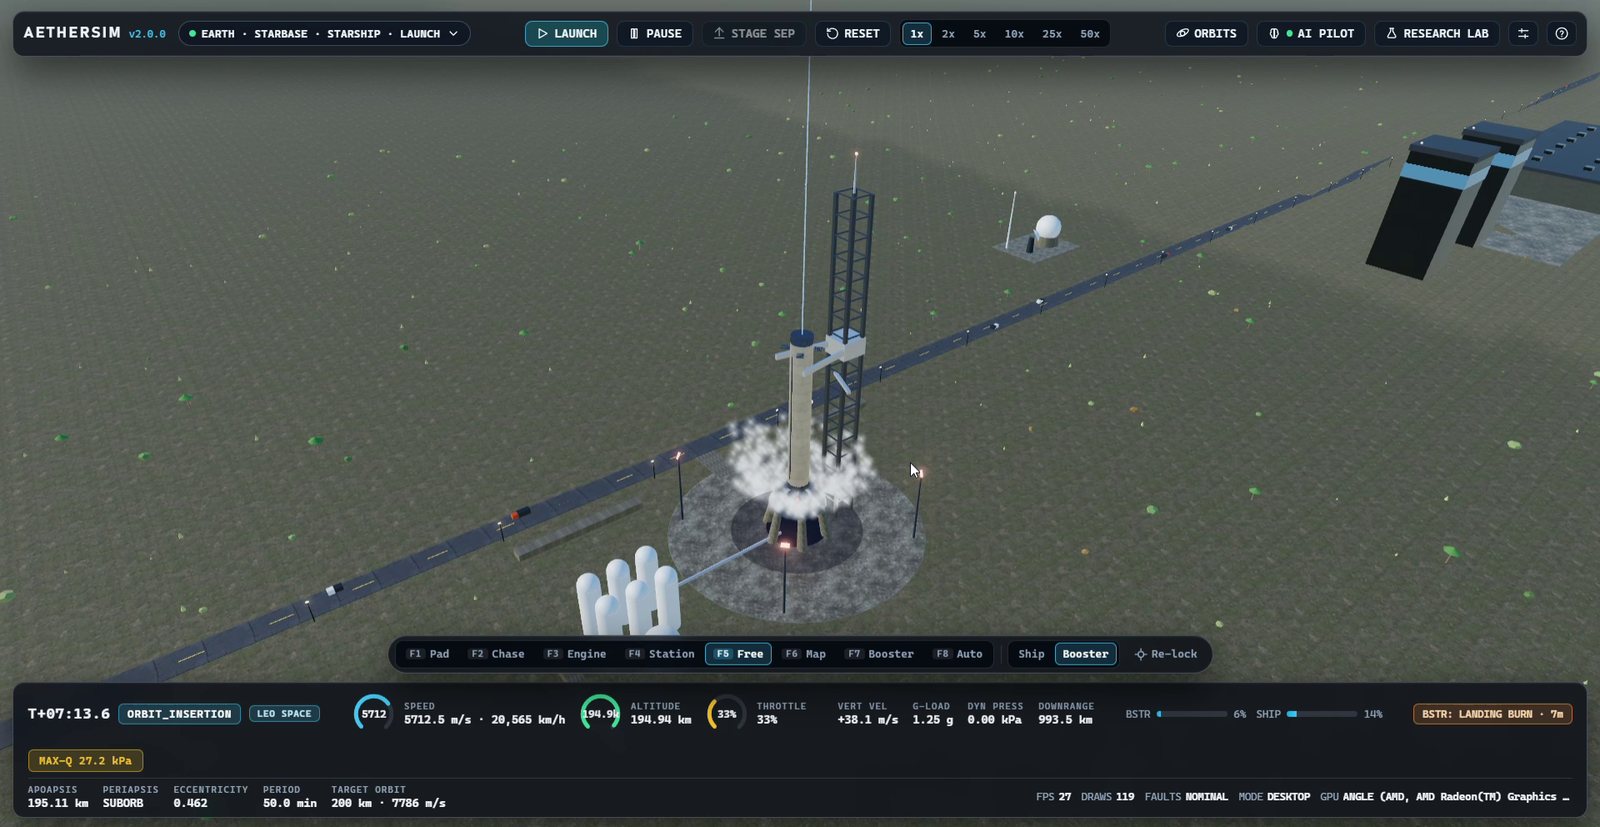 AETHERSIM v2.0.0 EARTH · STARBASE · STARSHIP · LAUNCH LAUNCH PAUSE STAGE SEP RESET 1x 2x 5x 10x 25x 50x ORBITS AI PILOT RESEARCH LAB
F1 Pad F2 Chase F3 Engine F4 Station F5 Free F6 Map F7 Booster F8 Auto Ship Booster Re-lock
T+07:13.6 ORBIT_INSERTION LEO SPACE
5712 SPEED
5712.5 m/s · 20,565 km/h
194.9k ALTITUDE
194.94 km
33% THROTTLE
33%
VERT VEL
+38.1 m/s
G-LOAD
1.25 g
DYN PRESS
0.00 kPa
DOWNRANGE
993.5 km
BSTR 6% SHIP 14%
BSTR: LANDING BURN · 7m
MAX-Q 27.2 kPa
APOAPSIS
195.11 km
PERIAPSIS
SUBORB
ECCENTRICITY
0.462
PERIOD
50.0 min
TARGET ORBIT
200 km · 7786 m/s
FPS 27 DRAWS 119 FAULTS NOMINAL MODE DESKTOP GPU ANGLE (AMD, AMD Radeon(TM) Graphics …